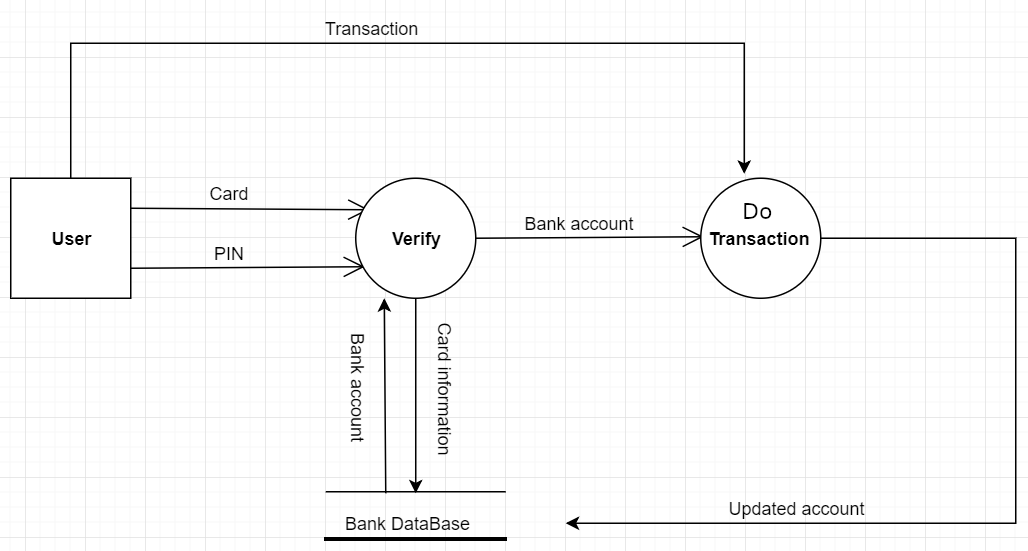 Transaction
Card
User
PIN
Verify
Bank account
Do
Transaction
Bank account
Card information
Updated account
Bank DataBase